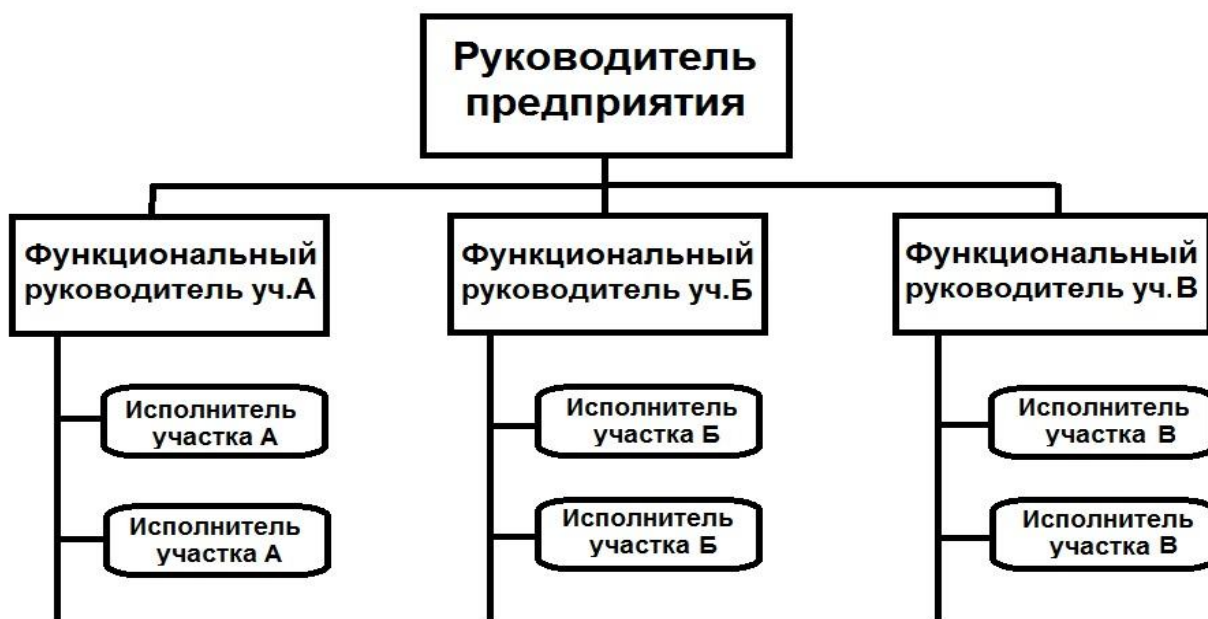 Руководитель
предприятия
Функциональный
руководитель уч.А
Функциональный
руководитель уч.Б
Функциональный
руководитель уч.В
Исполнитель
участка А
Исполнитель
участка Б
Исполнитель
участка В
Исполнитель
участка А
Исполнитель
участка Б
Исполнитель
участка В